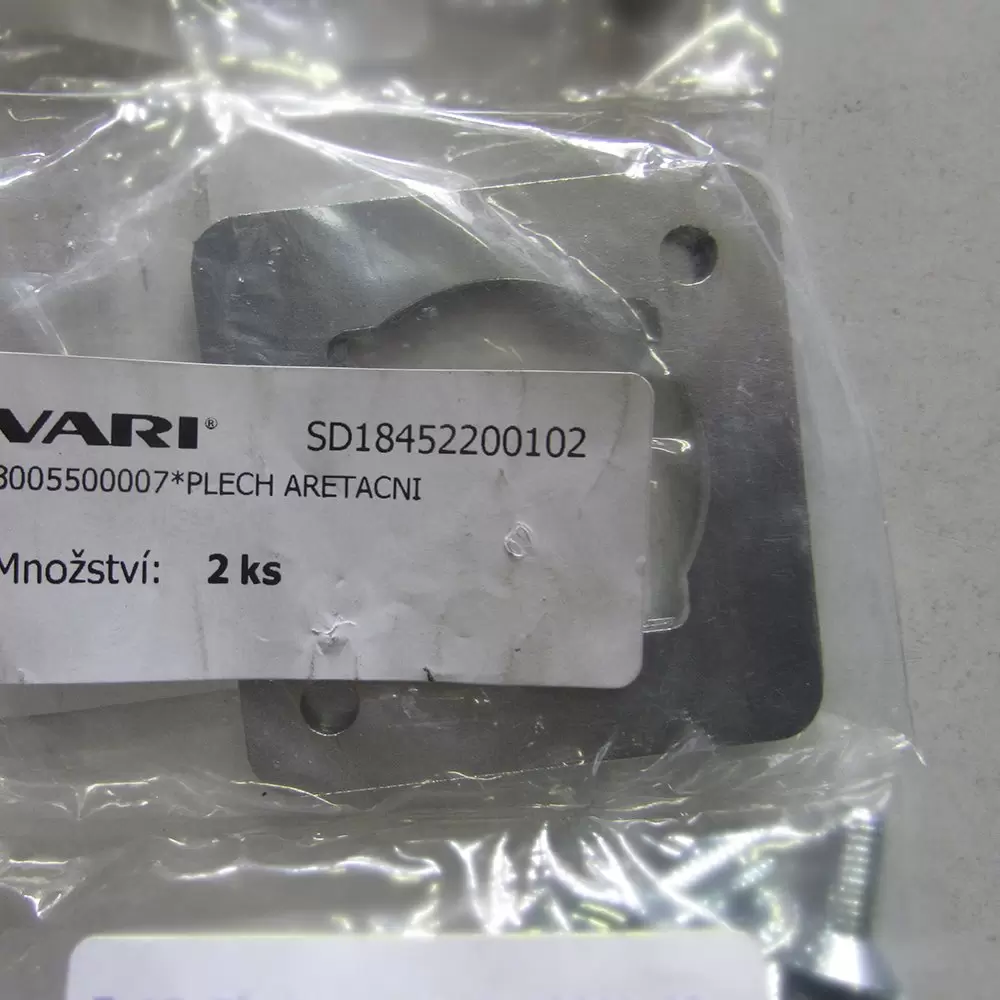 VARI® SD18452200102
3005500007*PLECH ARETACNI
Množství: 2 ks